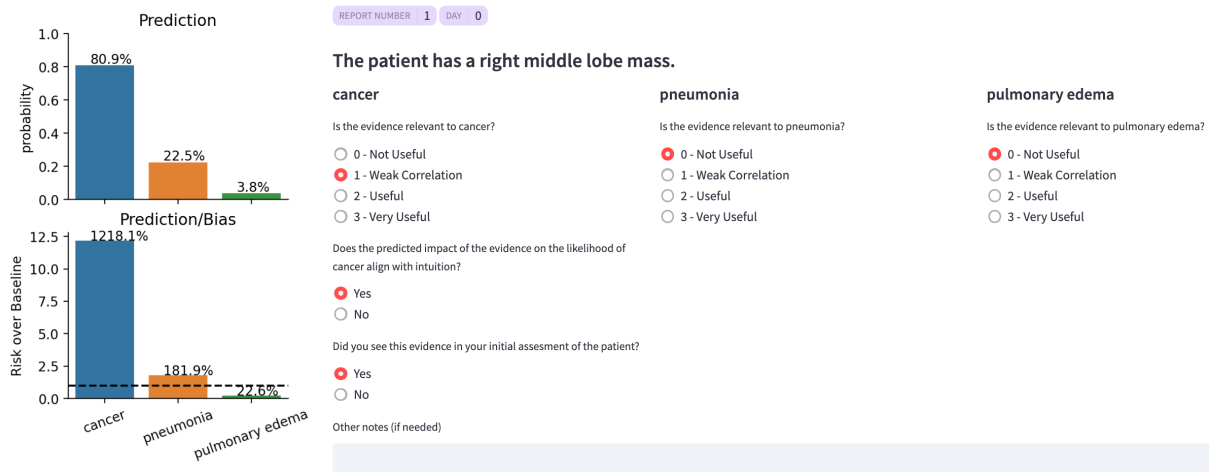 Prediction
1.0
0.8
0.6
0.4
0.2
0.0
probability
80.9%
22.5%
3.8%
Prediction/Bias
12.5
10.0
7.5
5.0
2.5
0.0
Risk over Baseline
1218.1%
181.9%
22.6%
cancer
pneumonia
pulmonary edema
REPORT NUMBER 1 DAY 0
The patient has a right middle lobe mass.
cancer
Is the evidence relevant to cancer?
0 - Not Useful
1 - Weak Correlation
2 - Useful
3 - Very Useful
Does the predicted impact of the evidence on the likelihood of
cancer align with intuition?
Yes
No
Did you see this evidence in your initial assesment of the patient?
Yes
No
Other notes (if needed)
pneumonia
Is the evidence relevant to pneumonia?
0 - Not Useful
1 - Weak Correlation
2 - Useful
3 - Very Useful
pulmonary edema
Is the evidence relevant to pulmonary edema?
0 - Not Useful
1 - Weak Correlation
2 - Useful
3 - Very Useful